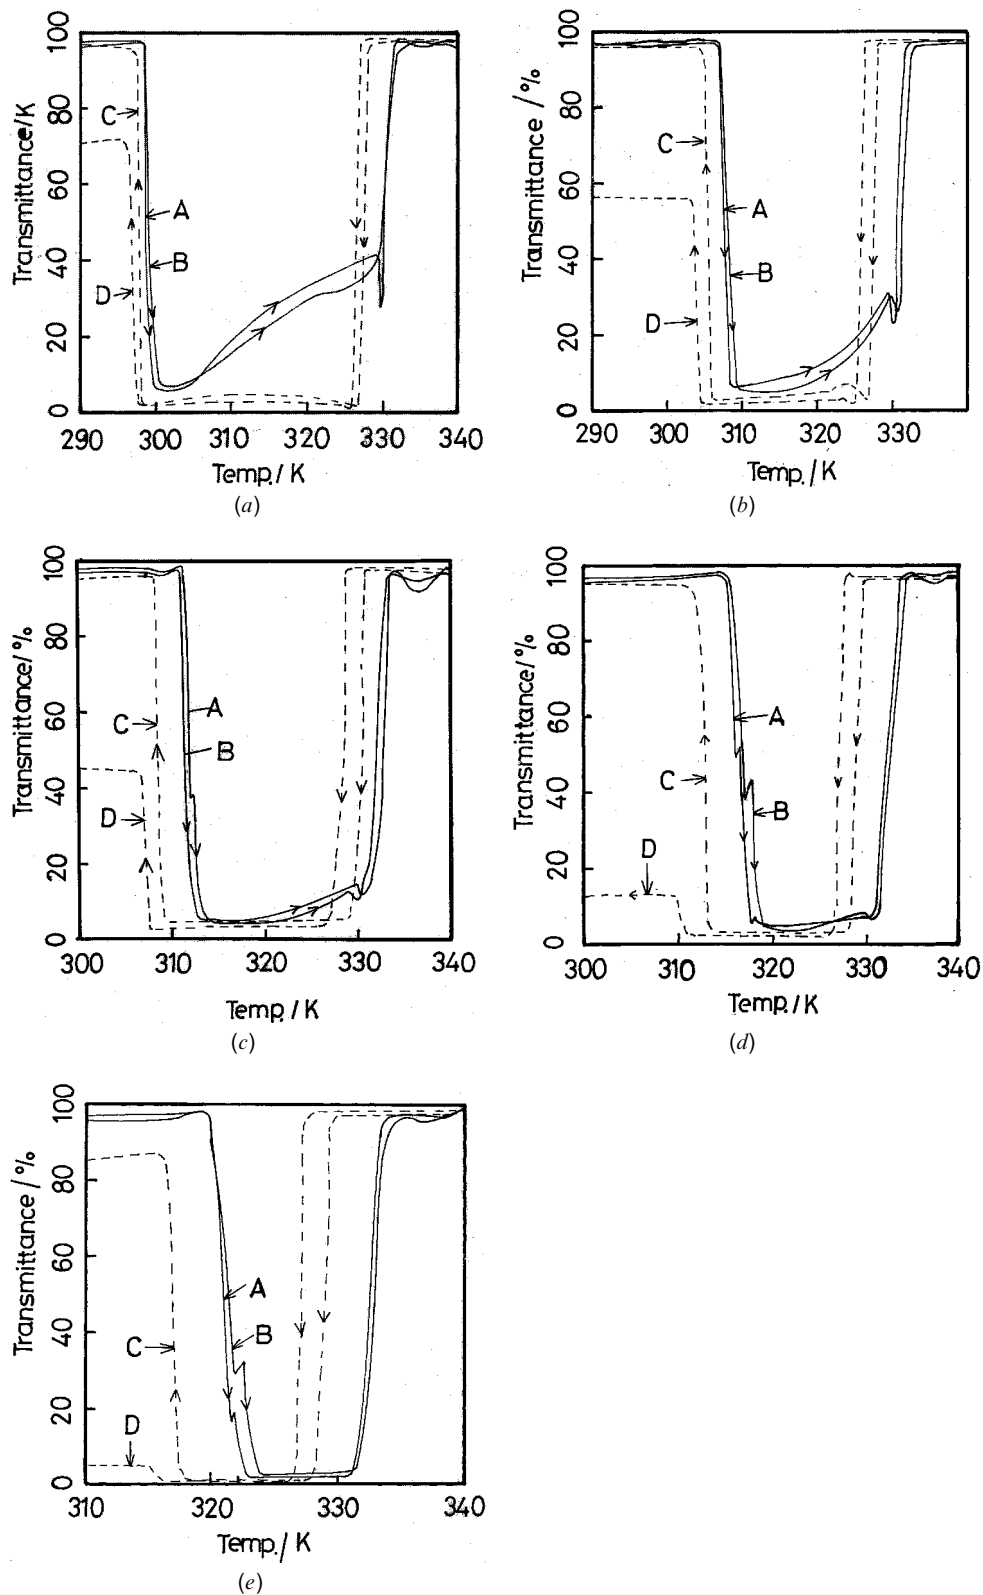 100
80
60
40
20
0
Transmittance/K
C
A
B
D
290 300 310 320 330 340
Temp./ K
(a)
100
80
60
40
20
0
Transmittance /%
C
A
B
D
290 300 310 320 330
Temp./ K
(b)
100
80
60
40
20
0
Transmittance/%
A
C
B
D
300 310 320 330 340
Temp. / K
(c)
100
80
60
40
20
0
Transmittance/%
A
C
B
D
300 310 320 330 340
Temp./ K
(d)
100
80
60
40
20
0
Transmittance /%
A
B
C
D
310 320 330 340
Temp./ K
(e)